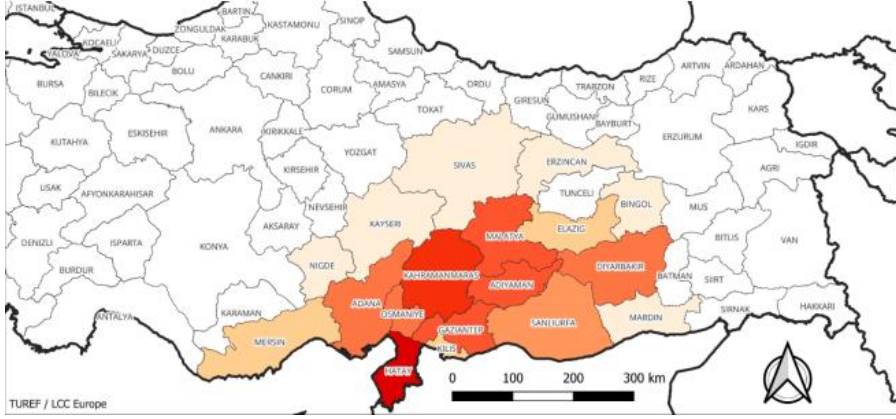 ISTANBUL
BARTIN
KASTAMONU
SINOP
ZONGULDAK
KARABUK
KOCAELI
SAKARYA
DUZCE
YALOVA
SAMSUN
ARTVIN
ARDAHAN
RIZE
BOLU
CANKIRI
CORUM
AMASYA
ORDU
TRABZON
GIRESUN
BURSA
BILECIK
TOKAT
GUMUSHANE
BAYBURT
KARS
ESKISEHIR
ANKARA
KIRIKKALE
KUTAHYA
ERZURUM
IGDIR
YOZGAT
SIVAS
ERZINCAN
AGRI
KIRSEHIR
USAK
AFYONKARAHISAR
TUNCELI
BINGOL
MUS
NEVSEHIR
KAYSERI
AKSARAY
ELAZIG
MALATYA
BITLIS
VAN
DENIZLI
ISPARTA
KONYA
NIGDE
KAHRAMANMARAS
DIYARBAKIR
BATMAN
SIIRT
BURDUR
ADIYAMAN
ADANA
OSMANIYE
SANLIURFA
MARDIN
SIRNAK
HAKKARI
ANTALYA
KARAMAN
GAZIANTEP
MERSIN
KILIS
HATAY
0 100 200 300 km
TUREF / LCC Europe